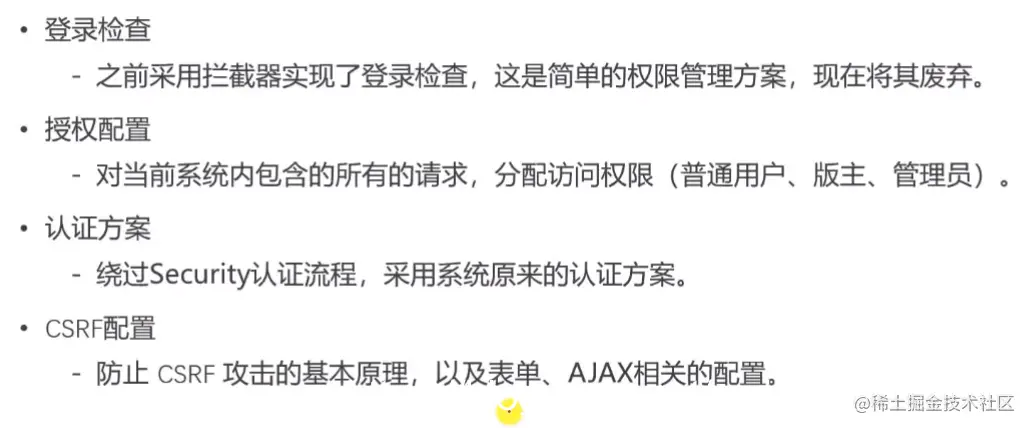 • 登录检查
- 之前采用拦截器实现了登录检查，这是简单的权限管理方案，现在将其废弃。
• 授权配置
- 对当前系统内包含的所有的请求，分配访问权限（普通用户、版主、管理员）。
• 认证方案
- 绕过Security认证流程，采用系统原来的认证方案。
• CSRF配置
- 防止 CSRF 攻击的基本原理，以及表单、AJAX相关的配置。
@稀土掘金技术社区